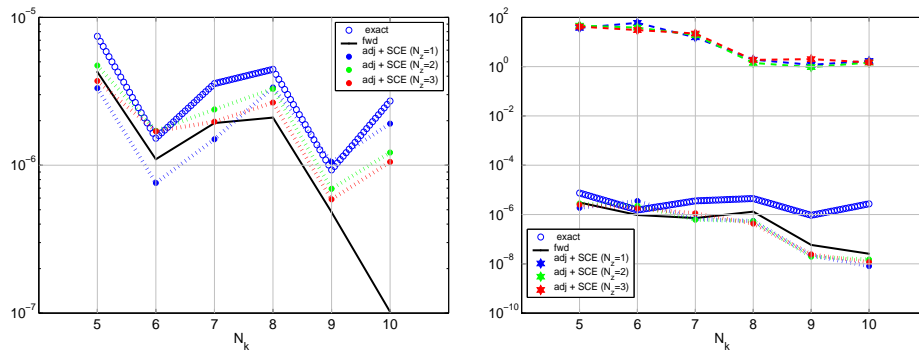 10^-5
10^-6
10^-7
exact
fwd
adj + SCE (N_z=1)
adj + SCE (N_z=2)
adj + SCE (N_z=3)
5 6 7 8 9 10
N_k
10^2
10^0
10^-2
10^-4
10^-6
10^-8
10^-10
exact
fwd
adj + SCE (N_z=1)
adj + SCE (N_z=2)
adj + SCE (N_z=3)
5 6 7 8 9 10
N_k